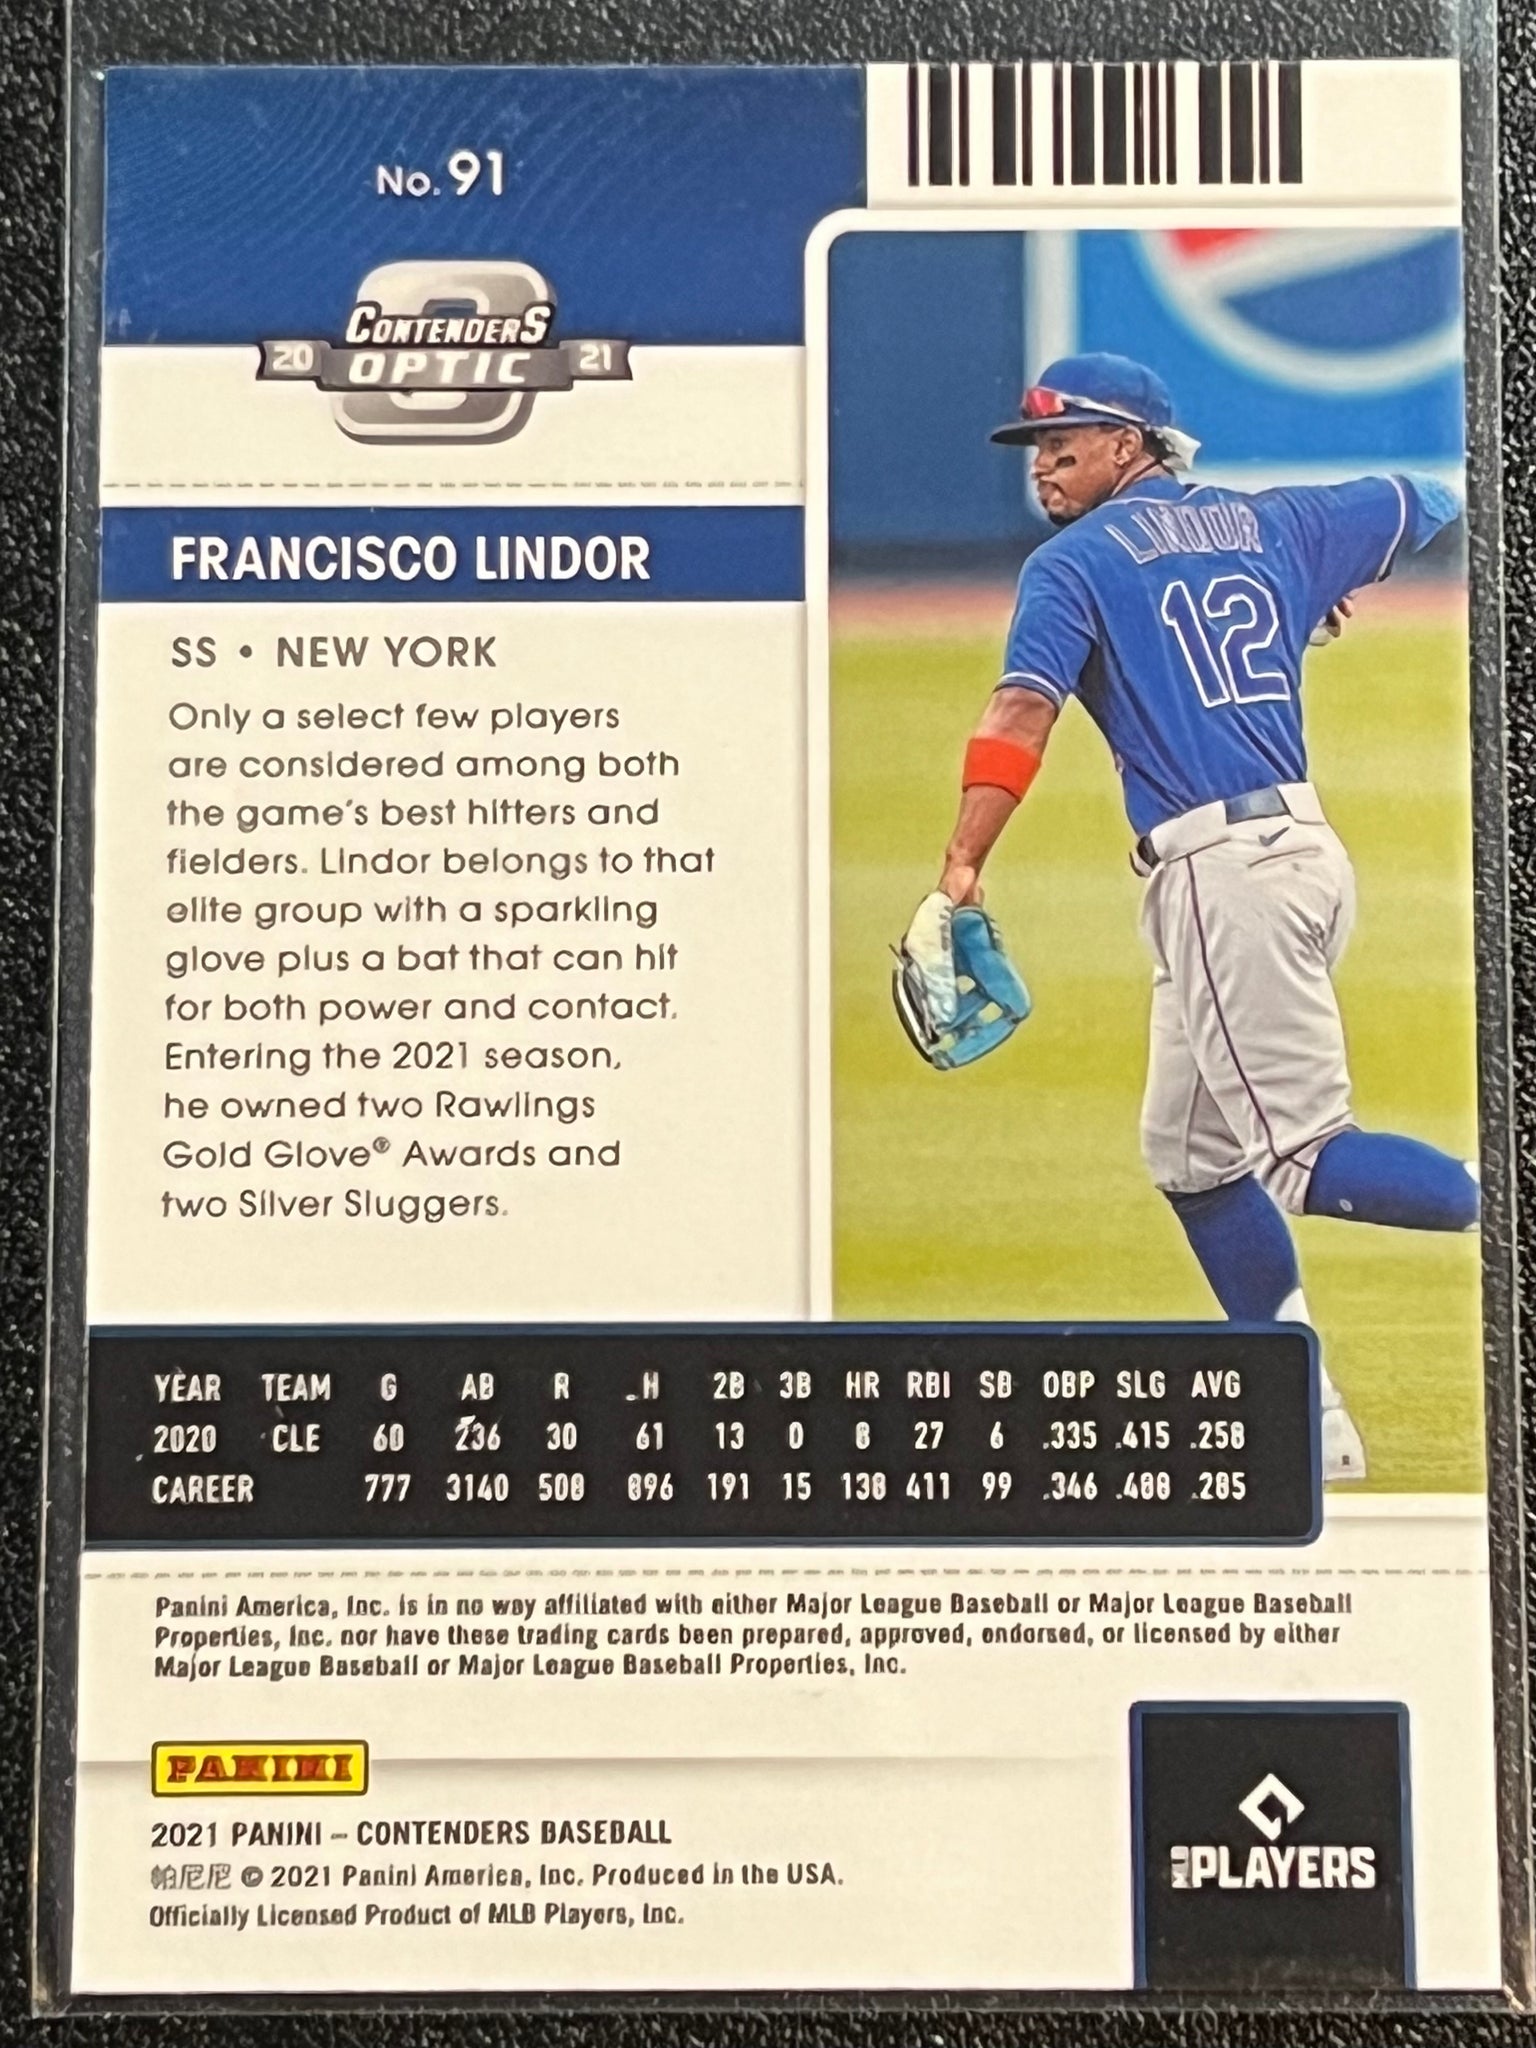 No. 91
CONTENDERS
20 OPTIC 21
FRANCISCO LINDOR
SS • NEW YORK
Only a select few players
are considered among both
the game's best hitters and
fielders. Lindor belongs to that
elite group with a sparkling
glove plus a bat that can hit
for both power and contact.
Entering the 2021 season,
he owned two Rawlings
Gold Glove® Awards and
two Silver Sluggers.
LINDOR
12
YEAR TEAM G AB R H 2B 3B HR RBI SB OBP SLG AVG
2020 CLE 60 236 30 61 13 0 8 27 6 .335 .415 .258
CAREER 777 3140 508 896 191 15 138 411 99 .346 .488 .285
Panini America, Inc. is in no way affiliated with either Major League Baseball or Major League Baseball
Properties, Inc. nor have these trading cards been prepared, approved, endorsed, or licensed by either
Major League Baseball or Major League Baseball Properties, Inc.
PANINI
2021 PANINI – CONTENDERS BASEBALL
帕尼尼 © 2021 Panini America, Inc. Produced in the USA.
Officially Licensed Product of MLB Players, Inc.
MLB PLAYERS